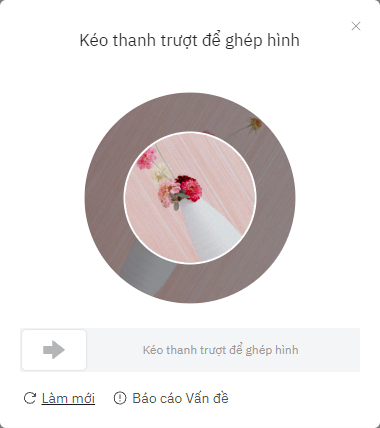 Kéo thanh trượt để ghép hình
Kéo thanh trượt để ghép hình
Làm mới
Báo cáo Vấn đề